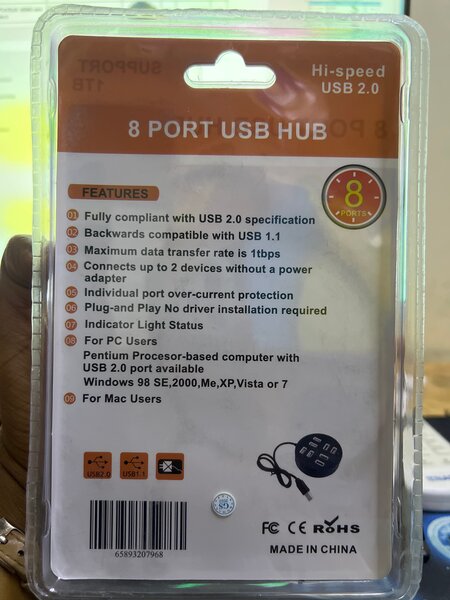 SUPPORT
1TB
Hi-speed
USB 2.0
8 PORT USB HUB
8
PORTS
FEATURES
01 Fully compliant with USB 2.0 specification
02 Backwards compatible with USB 1.1
03 Maximum data transfer rate is 1tbps
04 Connects up to 2 devices without a power
adapter
05 Individual port over-current protection
06 Plug-and Play No driver installation required
07 Indicator Light Status
08 For PC Users
Pentium Procesor-based computer with
USB 2.0 port available
Windows 98 SE,2000,Me,XP,Vista or 7
09 For Mac Users
USB2.0
USB1.1
GS
FC CE RoHS
65893207968
MADE IN CHINA